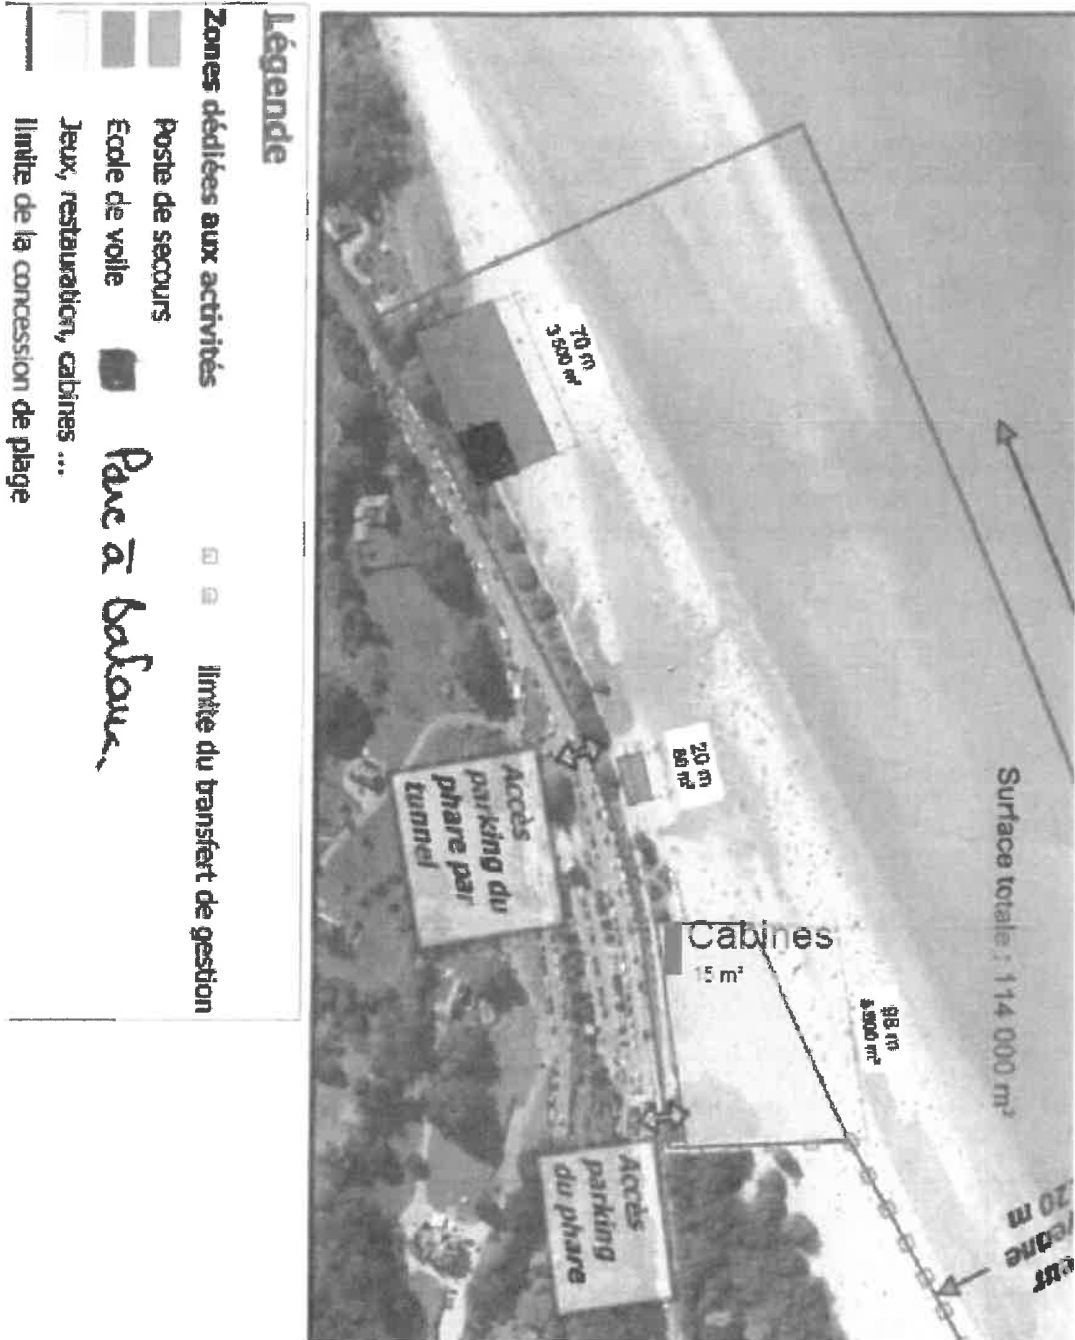 Surface totale : 114 000 m²
70 m
3 500 m²
20 m
60 m²
Cabines
15 m²
98 m
20 m
Accès
parking du
phare par
tunnel
Accès
parking
du phare
Légende
Zones dédiées aux activités
Poste de secours
Ecole de voile
Parc à
Jeux, restauration, cabines ...
limite de la concession de plage
limite du transfert de gestion